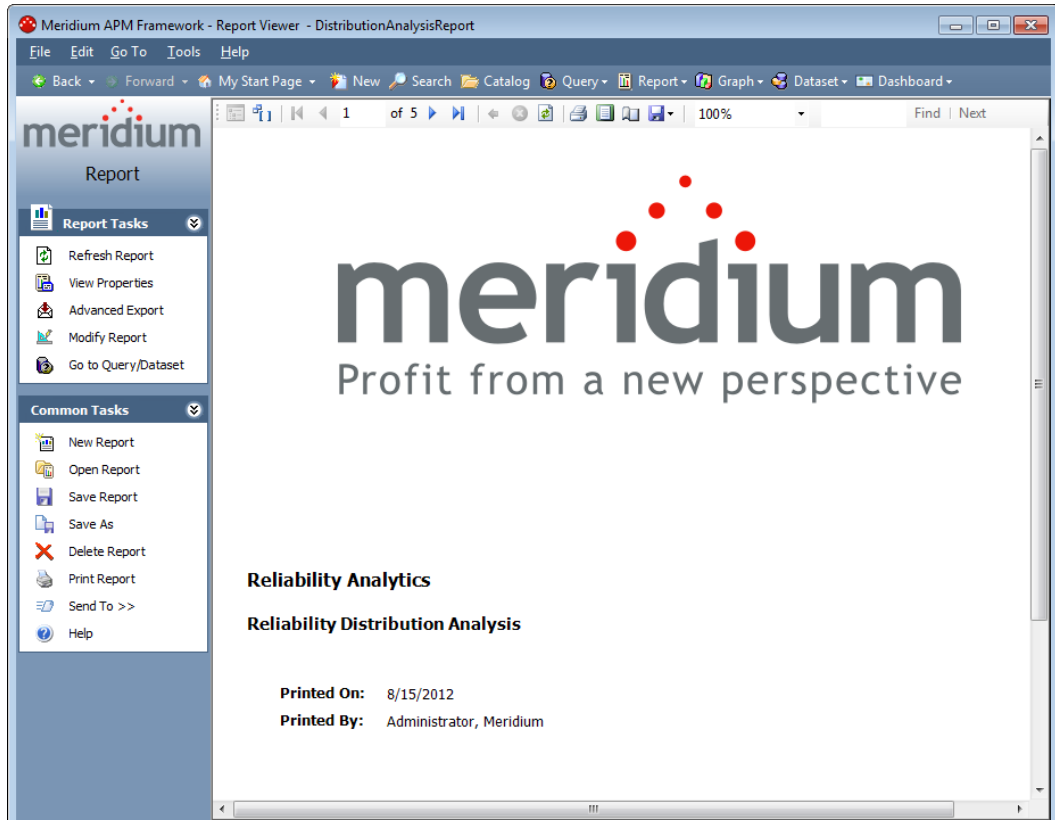 Meridium APM Framework - Report Viewer - DistributionAnalysisReport
File Edit Go To Tools Help
Back Forward My Start Page New Search Catalog Query Report Graph Dataset Dashboard
1 of 5 100% Find | Next
meridium
Report
Report Tasks
Refresh Report
View Properties
Advanced Export
Modify Report
Go to Query/Dataset
Common Tasks
New Report
Open Report
Save Report
Save As
Delete Report
Print Report
Send To >>
Help
meridium
Profit from a new perspective
Reliability Analytics
Reliability Distribution Analysis
Printed On: 8/15/2012
Printed By: Administrator, Meridium